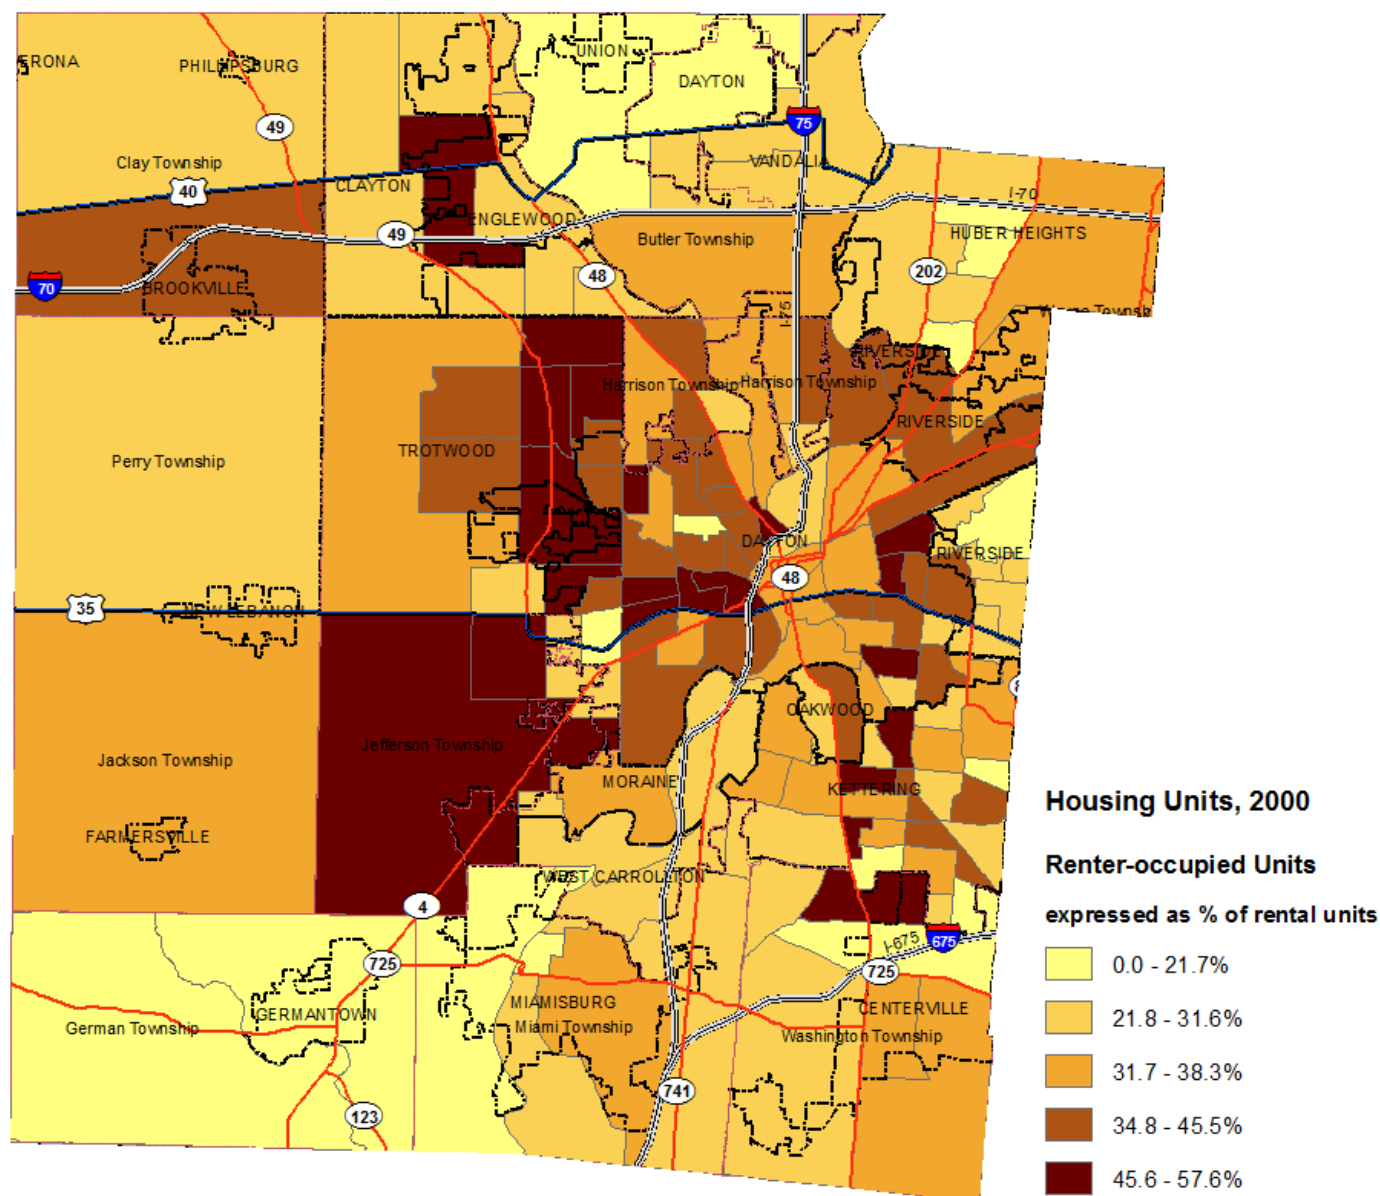 ERONA
PHILLIPSBURG
UNION
DAYTON
49
75
Clay Township
VANDALIA
40
CLAYTON
I-70
ENGLEWOOD
49
HUBER HEIGHTS
Butler Township
48
202
70
BROOKVILLE
I-75
RIVERSIDE
Harrison Township
Harrison Township
RIVERSIDE
TROTWOOD
Perry Township
DAYTON
RIVERSIDE
48
35
NEW LEBANON
OAKWOOD
Jefferson Township
Jackson Township
MORAINE
KETTERING
Housing Units, 2000
FARMERSVILLE
Renter-occupied Units
WEST CARROLLTON
4
expressed as % of rental units
I-675
675
725
725
0.0 - 21.7%
MIAMISBURG
CENTERVILLE
GERMANTOWN
21.8 - 31.6%
German Township
Miami Township
Washington Township
31.7 - 38.3%
741
123
34.8 - 45.5%
45.6 - 57.6%